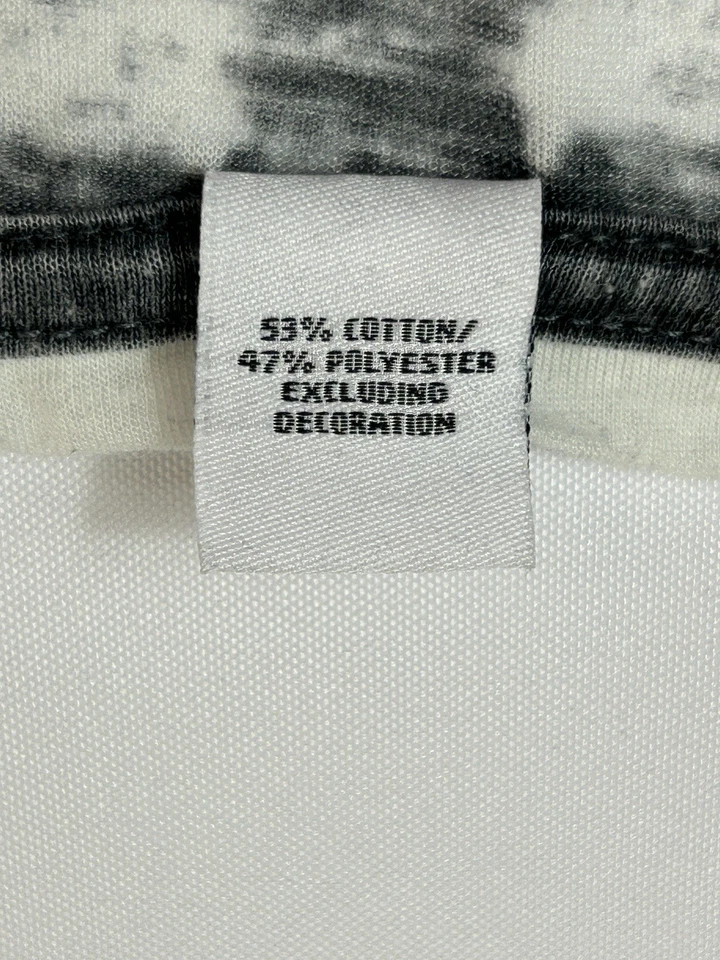 53% COTTON/
47% POLYESTER
EXCLUDING
DECORATION